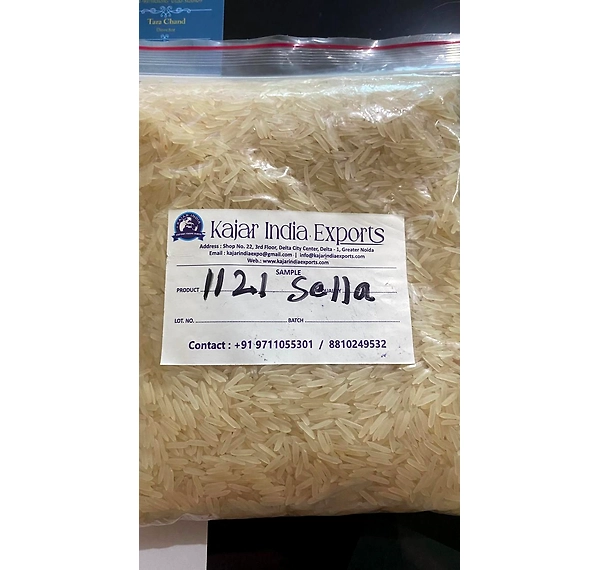 Tara Chand
Kajar India Exports
Address : Shop No. 22, 3rd Floor, Delta City Center, Delta - 1, Greater Noida
Email : kajarindiaexpo@gmail.com | info@kajarindiaexports.com
Web.: www.kajarindiaexports.com
SAMPLE
PRODUCT 1121 Sella
LOT. NO. BATCH
Contact : +91 9711055301 / 8810249532